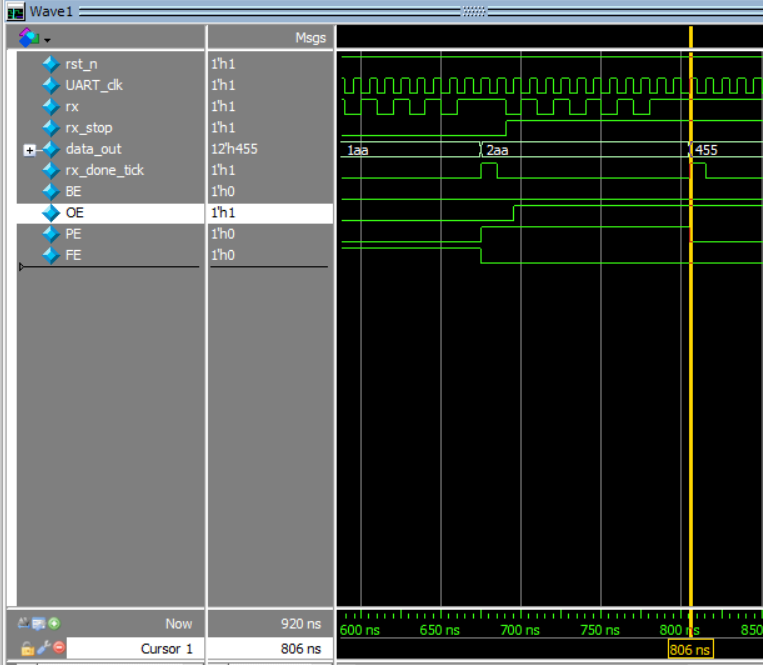 Wave1
Msgs
rst_n 1'h1
UART_clk 1'h1
rx 1'h1
rx_stop 1'h1
data_out 12'h455 1aa 2aa 455
rx_done_tick 1'h1
BE 1'h0
OE 1'h1
PE 1'h0
FE 1'h0
Now 920 ns 600 ns 650 ns 700 ns 750 ns 800 ns 850
Cursor 1 806 ns 806 ns